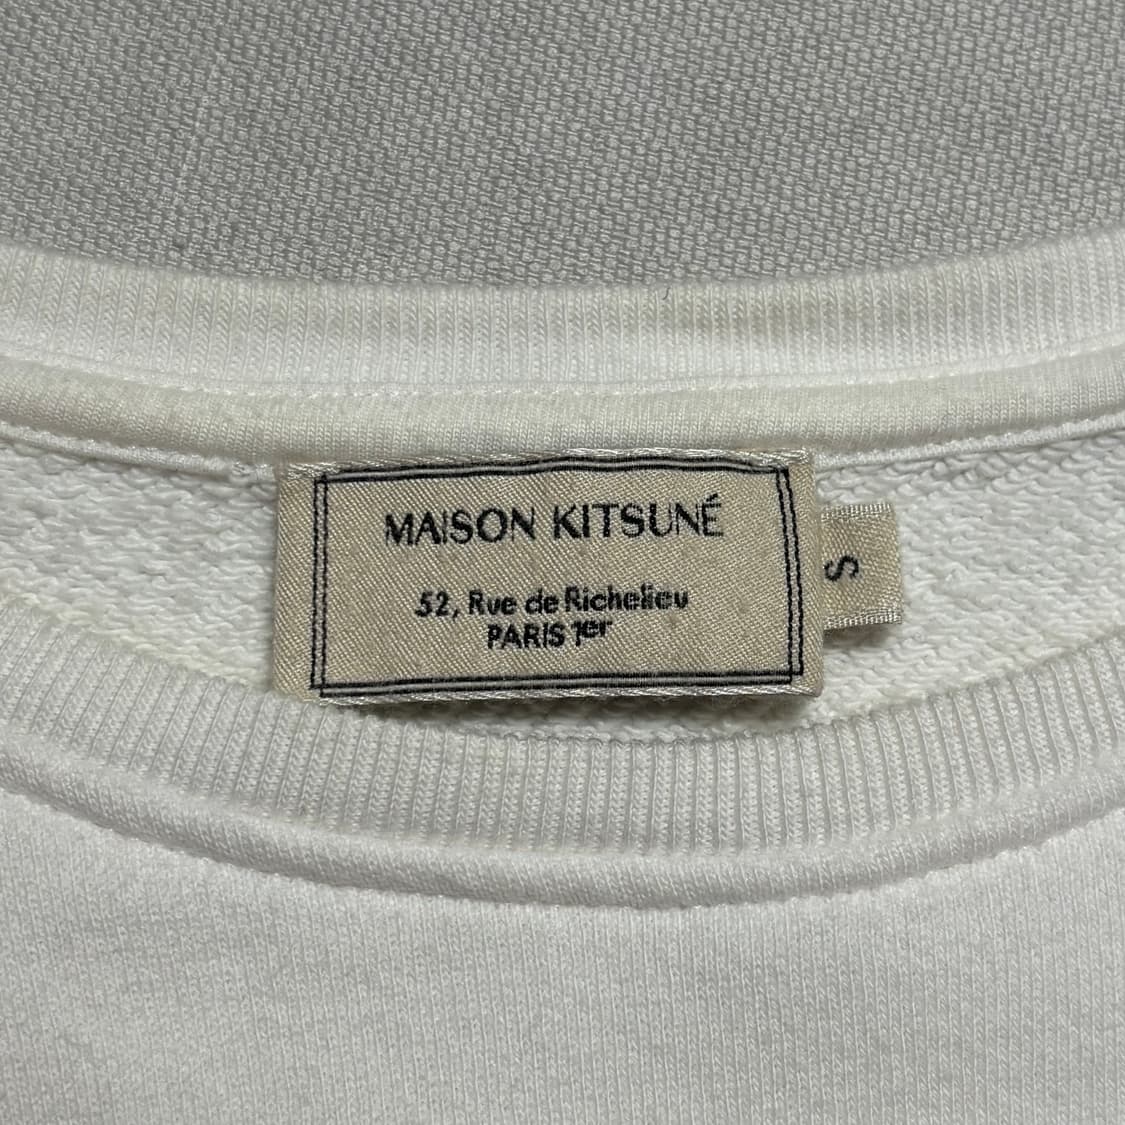 MAISON KITSUNÉ
52, Rue de Richelieu
PARIS 1er
S